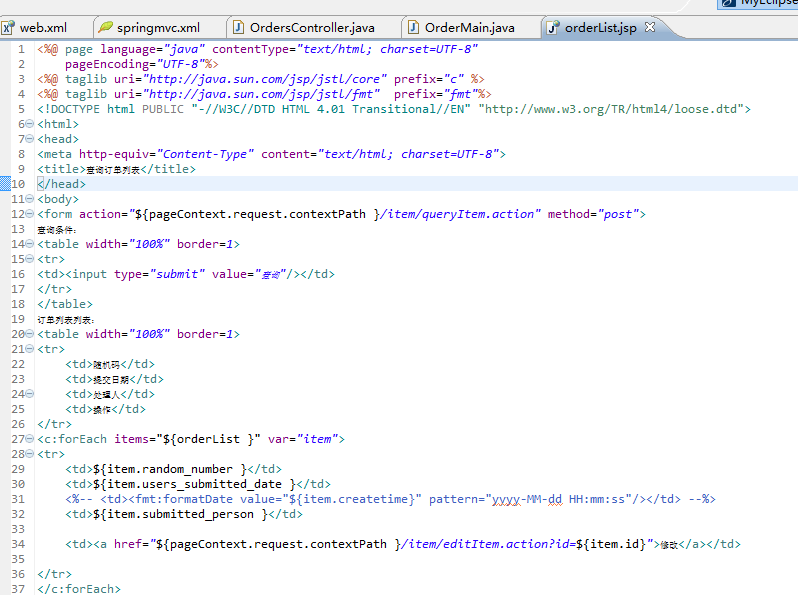 MyEclipse
web.xml springmvc.xml OrdersController.java OrderMain.java orderList.jsp
1 <%@ page language="java" contentType="text/html; charset=UTF-8"
2 pageEncoding="UTF-8"%>
3 <%@ taglib uri="http://java.sun.com/jsp/jstl/core" prefix="c" %>
4 <%@ taglib uri="http://java.sun.com/jsp/jstl/fmt"  prefix="fmt"%>
5 <!DOCTYPE html PUBLIC "-//W3C//DTD HTML 4.01 Transitional//EN" "http://www.w3.org/TR/html4/loose.dtd">
6 <html>
7 <head>
8 <meta http-equiv="Content-Type" content="text/html; charset=UTF-8">
9 <title>查询订单列表</title>
10 </head>
11 <body>
12 <form action="${pageContext.request.contextPath }/item/queryItem.action" method="post">
13 查询条件：
14 <table width="100%" border=1>
15 <tr>
16 <td><input type="submit" value="查询"/></td>
17 </tr>
18 </table>
19 订单列表列表：
20 <table width="100%" border=1>
21 <tr>
22 <td>随机码</td>
23 <td>提交日期</td>
24 <td>处理人</td>
25 <td>操作</td>
26 </tr>
27 <c:forEach items="${orderList }" var="item">
28 <tr>
29 <td>${item.random_number }</td>
30 <td>${item.users_submitted_date }</td>
31 <%-- <td><fmt:formatDate value="${item.createtime}" pattern="yyyy-MM-dd HH:mm:ss"/></td> --%>
32 <td>${item.submitted_person }</td>
33
34 <td><a href="${pageContext.request.contextPath }/item/editItem.action?id=${item.id}">修改</a></td>
35
36 </tr>
37 </c:forEach>